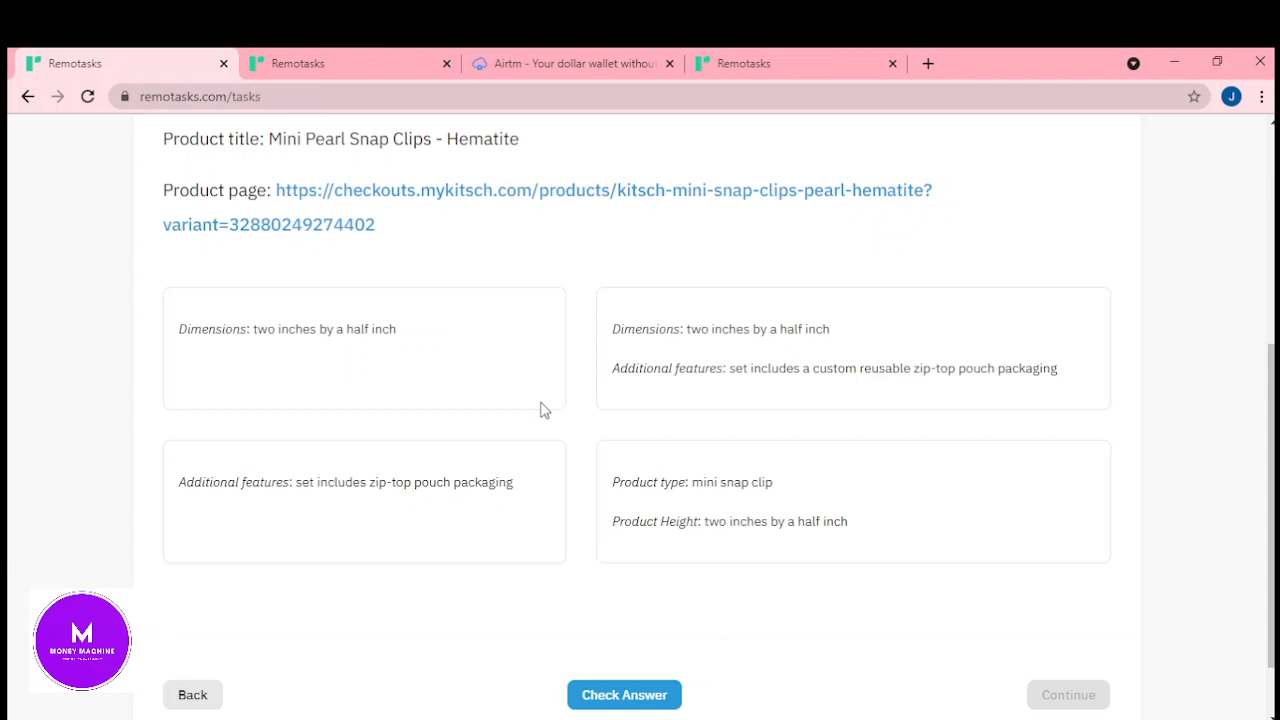 Remotasks
Remotasks
Airtm - Your dollar wallet withou
Remotasks
remotasks.com/tasks
J
Product title: Mini Pearl Snap Clips - Hematite
Product page: https://checkouts.mykitsch.com/products/kitsch-mini-snap-clips-pearl-hematite?
variant=32880249274402
Dimensions: two inches by a half inch
Dimensions: two inches by a half inch
Additional features: set includes a custom reusable zip-top pouch packaging
Additional features: set includes zip-top pouch packaging
Product type: mini snap clip
Product Height: two inches by a half inch
M
MONEY MACHINE
Back
Check Answer
Continue